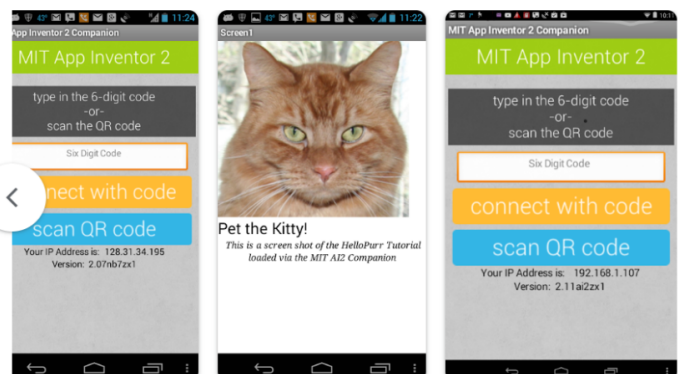 43° 11:24
App Inventor 2 Companion
MIT App Inventor 2
type in the 6-digit code
-or-
scan the QR code
Six Digit Code
nnect with code
scan QR code
Your IP Address is: 128.31.34.195
Version: 2.07nb7zx1
43° 11:22
Screen1
Pet the Kitty!
This is a screen shot of the HelloPurr Tutorial
loaded via the MIT AI2 Companion
10:11
MIT App Inventor 2 Companion
MIT App Inventor 2
type in the 6-digit code
-or-
scan the QR code
Six Digit Code
connect with code
scan QR code
Your IP Address is: 192.168.1.107
Version: 2.11ai2zx1